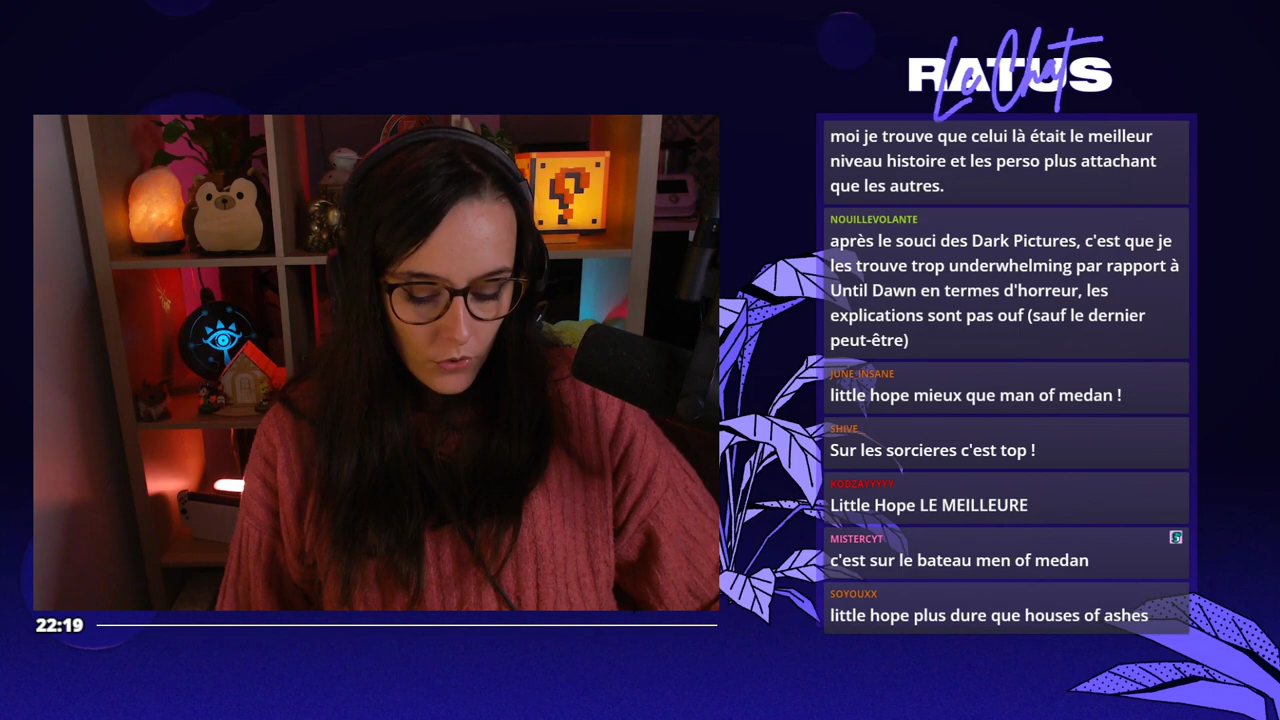 RATUS
Le Chat
moi je trouve que celui là était le meilleur
niveau histoire et les perso plus attachant
que les autres.
NOUILLEVOLANTE
après le souci des Dark Pictures, c'est que je
les trouve trop underwhelming par rapport à
Until Dawn en termes d'horreur, les
explications sont pas ouf (sauf le dernier
peut-être)
JUNE_INSANE
little hope mieux que man of medan !
SHIVE
Sur les sorcieres c'est top !
KODZAYYYYY
Little Hope LE MEILLEURE
MISTERCYT
c'est sur le bateau men of medan
SOYOUXX
little hope plus dure que houses of ashes
22:19